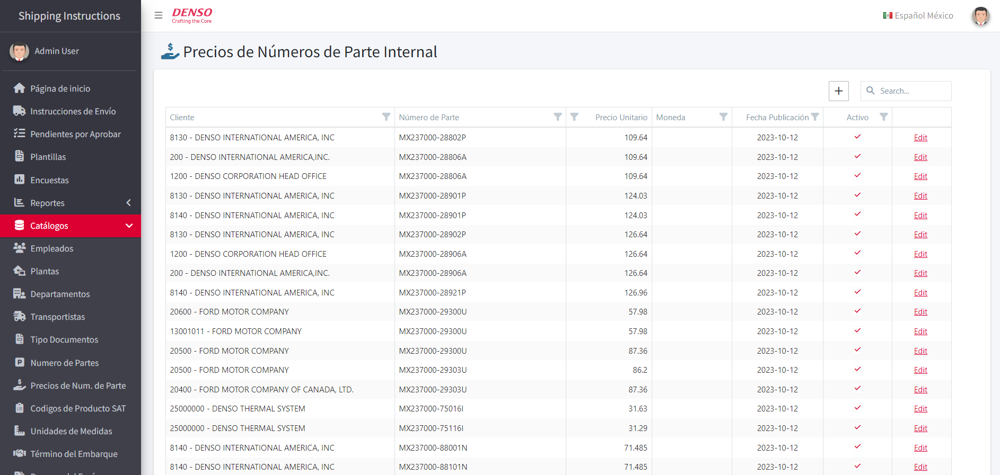 Shipping Instructions
DENSO
Crafting the Core
Español México
Admin User
Página de inicio
Instrucciones de Envío
Pendientes por Aprobar
Plantillas
Encuestas
Reportes
Catálogos
Empleados
Plantas
Departamentos
Transportistas
Tipo Documentos
Numero de Partes
Precios de Num. de Parte
Codigos de Producto SAT
Unidades de Medidas
Término del Embarque
Precios de Números de Parte Internal
+ Search...
Cliente Número de Parte Precio Unitario Moneda Fecha Publicación Activo
8130 - DENSO INTERNATIONAL AMERICA, INC MX237000-28802P 109.64 2023-10-12 Edit
200 - DENSO INTERNATIONAL AMERICA,INC. MX237000-28806A 109.64 2023-10-12 Edit
1200 - DENSO CORPORATION HEAD OFFICE MX237000-28806A 109.64 2023-10-12 Edit
8130 - DENSO INTERNATIONAL AMERICA, INC MX237000-28901P 124.03 2023-10-12 Edit
8140 - DENSO INTERNATIONAL AMERICA, INC MX237000-28901P 124.03 2023-10-12 Edit
8130 - DENSO INTERNATIONAL AMERICA, INC MX237000-28902P 126.64 2023-10-12 Edit
1200 - DENSO CORPORATION HEAD OFFICE MX237000-28906A 126.64 2023-10-12 Edit
200 - DENSO INTERNATIONAL AMERICA,INC. MX237000-28906A 126.64 2023-10-12 Edit
8140 - DENSO INTERNATIONAL AMERICA, INC MX237000-28921P 126.96 2023-10-12 Edit
20600 - FORD MOTOR COMPANY MX237000-29300U 57.98 2023-10-12 Edit
13001011 - FORD MOTOR COMPANY MX237000-29300U 57.98 2023-10-12 Edit
20500 - FORD MOTOR COMPANY MX237000-29300U 87.36 2023-10-12 Edit
20500 - FORD MOTOR COMPANY MX237000-29303U 86.2 2023-10-12 Edit
20400 - FORD MOTOR COMPANY OF CANADA, LTD. MX237000-29303U 87.36 2023-10-12 Edit
25000000 - DENSO THERMAL SYSTEM MX237000-75016I 31.63 2023-10-12 Edit
25000000 - DENSO THERMAL SYSTEM MX237000-75116I 31.29 2023-10-12 Edit
8140 - DENSO INTERNATIONAL AMERICA, INC MX237000-88001N 71.485 2023-10-12 Edit
8140 - DENSO INTERNATIONAL AMERICA, INC MX237000-88101N 71.485 2023-10-12 Edit